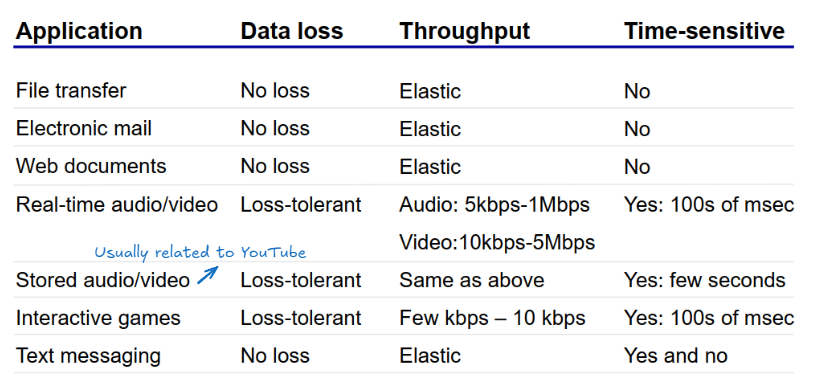 Application Data loss Throughput Time-sensitive
File transfer No loss Elastic No
Electronic mail No loss Elastic No
Web documents No loss Elastic No
Real-time audio/video Loss-tolerant Audio: 5kbps-1Mbps Yes: 100s of msec
Video:10kbps-5Mbps
Usually related to YouTube
Stored audio/video Loss-tolerant Same as above Yes: few seconds
Interactive games Loss-tolerant Few kbps – 10 kbps Yes: 100s of msec
Text messaging No loss Elastic Yes and no